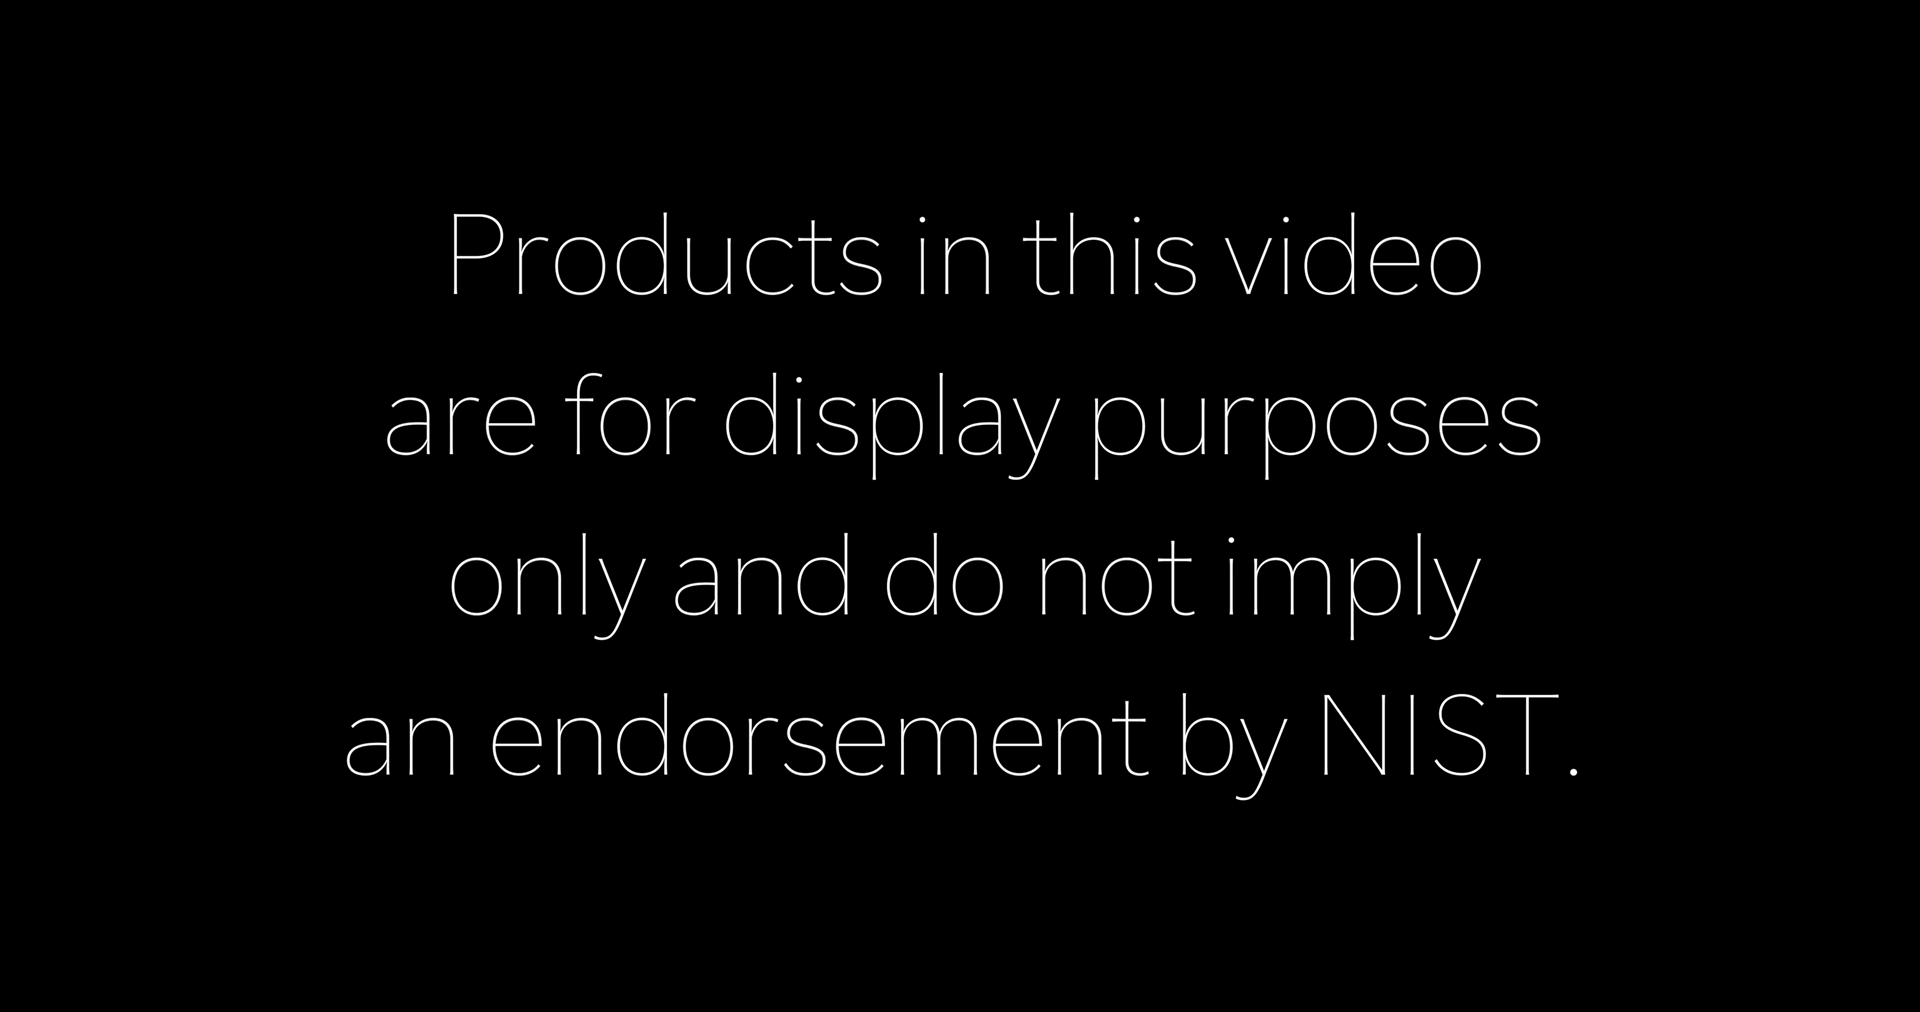 Products in this video
are for display purposes
only and do not imply
an endorsement by NIST.